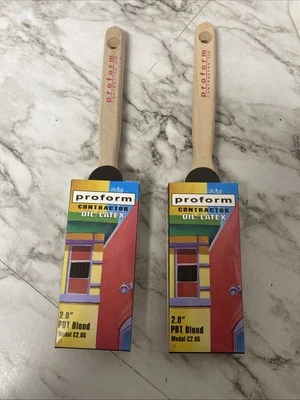 proform
proform
proform
CONTRACTOR
OIL LATEX
2.0"
PBT Blend
Model C2.0S
proform
CONTRACTOR
OIL LATEX
2.0"
PBT Blend
Model C2.0S